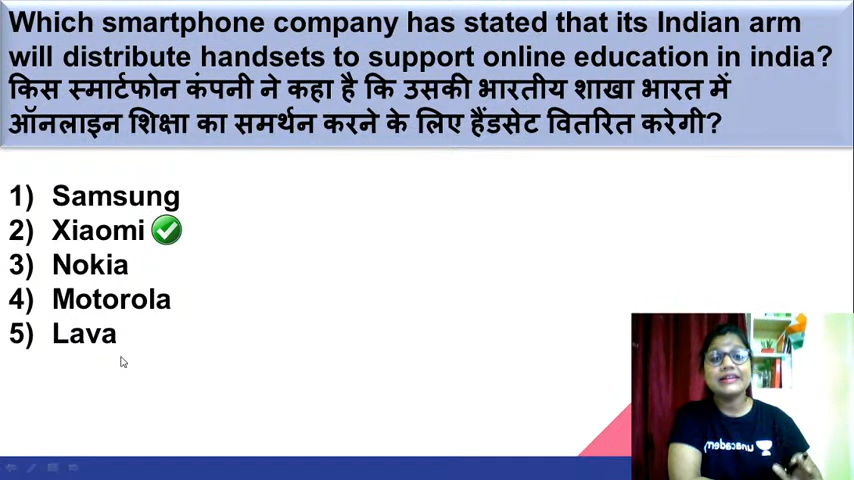 Which smartphone company has stated that its Indian arm
will distribute handsets to support online education in india?
किस स्मार्टफोन कंपनी ने कहा है कि उसकी भारतीय शाखा भारत में
ऑनलाइन शिक्षा का समर्थन करने के लिए हैंडसेट वितरित करेगी?
1) Samsung
2) Xiaomi
3) Nokia
4) Motorola
5) Lava
unacademy